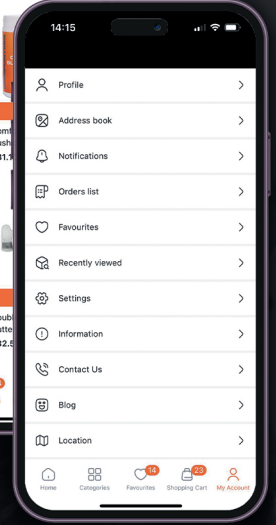 14:15
Profile
Address book
Notifications
Orders list
Favourites
Recently viewed
Settings
Information
Contact Us
Blog
Location
14
23
Home Categories Favourites Shopping Cart My Account